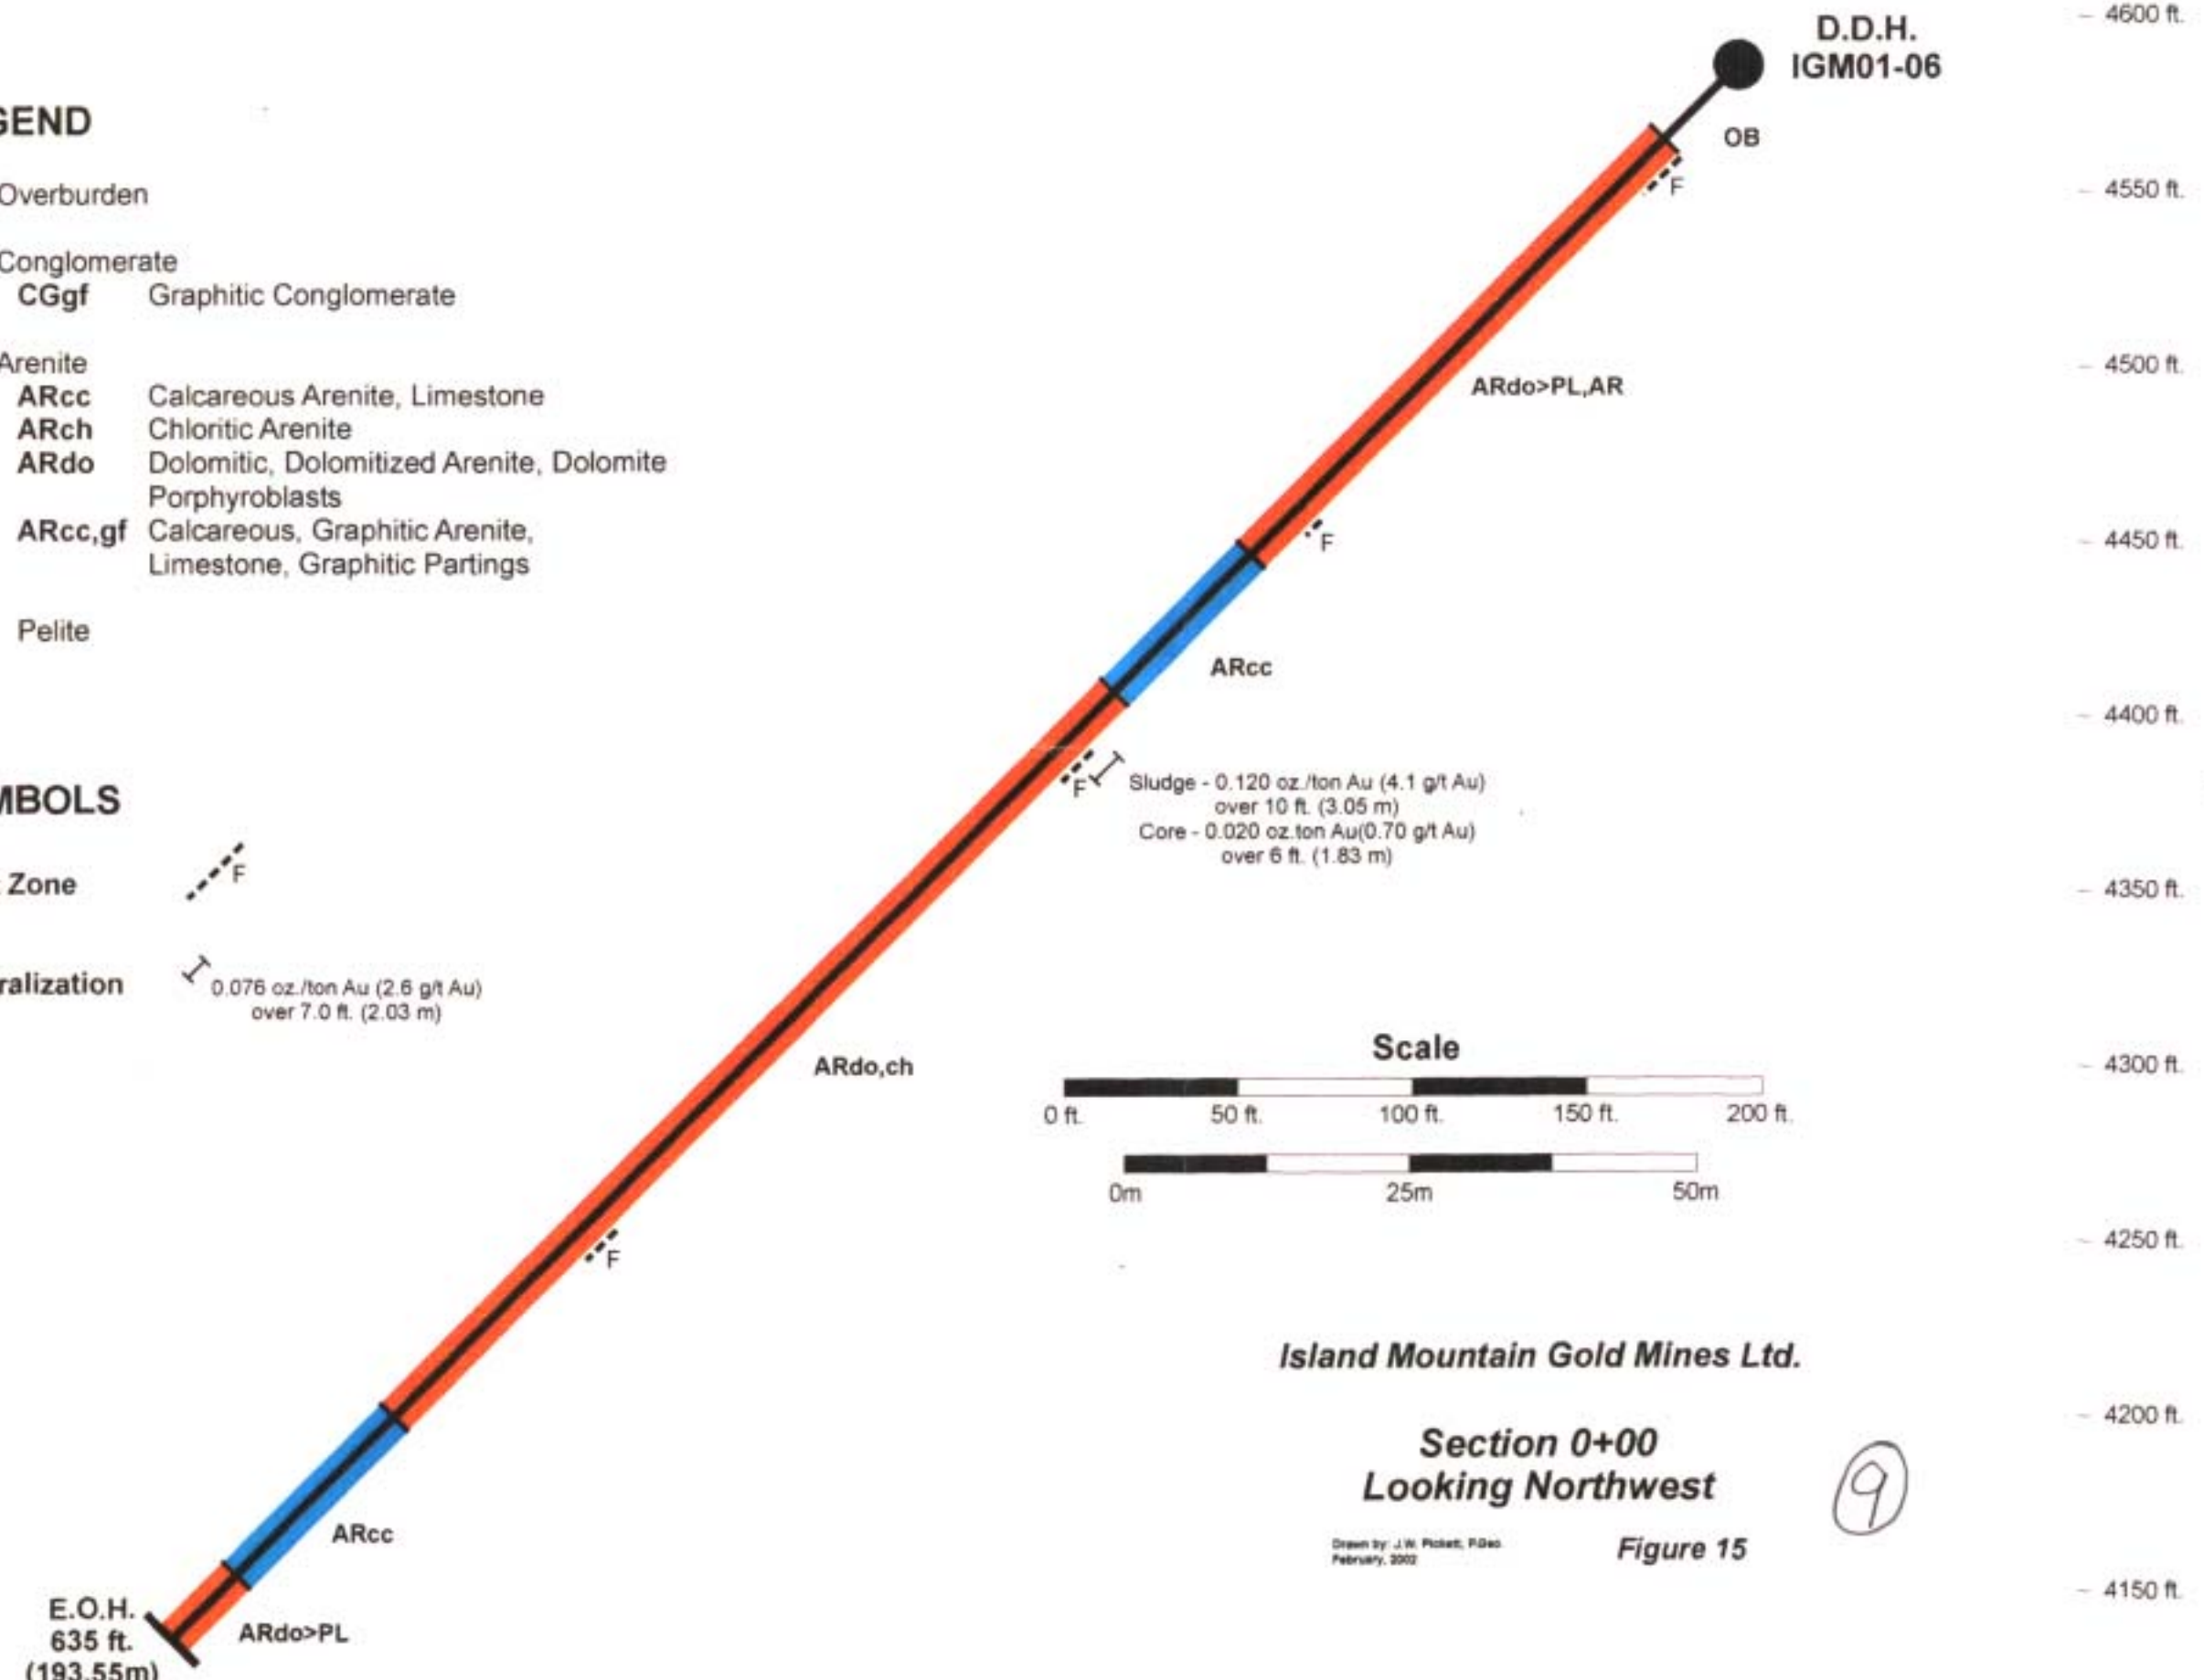 D.D.H.
IGM01-06
OB
F
ARdo>PL,AR
F
ARcc
F
Sludge - 0.120 oz./ton Au (4.1 g/t Au)
over 10 ft. (3.05 m)
Core - 0.020 oz.ton Au(0.70 g/t Au)
over 6 ft. (1.83 m)
ARdo,ch
F
ARcc
ARdo>PL
E.O.H.
635 ft.
(193.55m)
GEND
Overburden
Conglomerate
CGgf Graphitic Conglomerate
Arenite
ARcc Calcareous Arenite, Limestone
ARch Chloritic Arenite
ARdo Dolomitic, Dolomitized Arenite, Dolomite
Porphyroblasts
ARcc,gf Calcareous, Graphitic Arenite,
Limestone, Graphitic Partings
Pelite
MBOLS
Zone
F
ralization
0.076 oz./ton Au (2.6 g/t Au)
over 7.0 ft. (2.03 m)
Scale
0 ft. 50 ft. 100 ft. 150 ft. 200 ft.
0m 25m 50m
4600 ft.
4550 ft.
4500 ft.
4450 ft.
4400 ft.
4350 ft.
4300 ft.
4250 ft.
4200 ft.
4150 ft.
Island Mountain Gold Mines Ltd.
Section 0+00
Looking Northwest
Drawn by: J.W. Pickett, P.Geo.
February, 2002
Figure 15
9